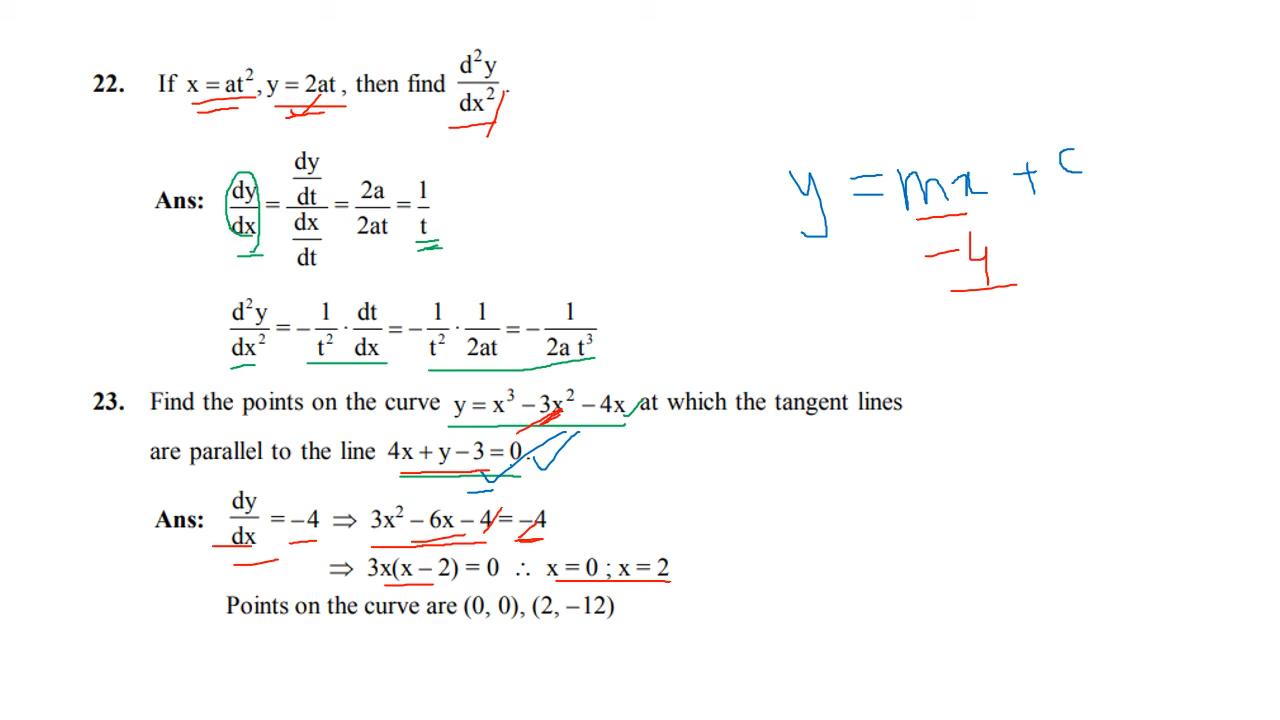 22. If x = at², y = 2at, then find d²y/dx².
Ans: dy/dx = (dy/dt)/(dx/dt) = 2a/2at = 1/t
d²y/dx² = −1/t² · dt/dx = −1/t² · 1/2at = −1/2a t³
y = mx + c
−4
23. Find the points on the curve y = x³ − 3x² − 4x at which the tangent lines
are parallel to the line 4x + y − 3 = 0.
Ans: dy/dx = −4 ⇒ 3x² − 6x − 4 = −4
⇒ 3x(x − 2) = 0 ∴ x = 0 ; x = 2
Points on the curve are (0, 0), (2, −12)